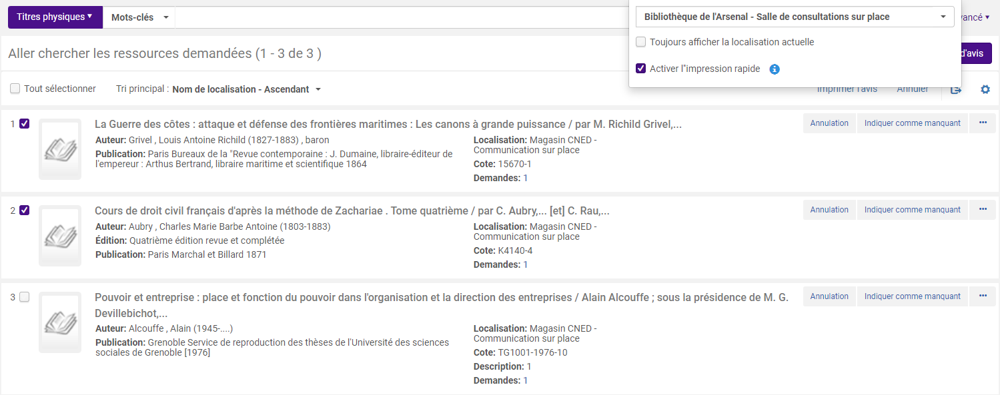 Titres physiques
Mots-clés
Bibliothèque de l'Arsenal - Salle de consultations sur place
vancé
Toujours afficher la localisation actuelle
Activer l''impression rapide
Aller chercher les ressources demandées (1 - 3 de 3 )
d'avis
Tout sélectionner
Tri principal : Nom de localisation - Ascendant
Imprimer l'avis
Annuler
1
La Guerre des côtes : attaque et défense des frontières maritimes : Les canons à grande puissance / par M. Richild Grivel,...
Auteur: Grivel , Louis Antoine Richild (1827-1883) , baron
Publication: Paris Bureaux de la "Revue contemporaine : J. Dumaine, libraire-éditeur de
l'empereur : Arthus Bertrand, libraire maritime et scientifique 1864
Localisation: Magasin CNED -
Communication sur place
Cote: 15670-1
Demandes: 1
Annulation
Indiquer comme manquant
2
Cours de droit civil français d'après la méthode de Zachariae . Tome quatrième / par C. Aubry,... [et] C. Rau,...
Auteur: Aubry , Charles Marie Barbe Antoine (1803-1883)
Édition: Quatrième édition revue et complétée
Publication: Paris Marchal et Billard 1871
Localisation: Magasin CNED -
Communication sur place
Cote: K4140-4
Demandes: 1
Annulation
Indiquer comme manquant
3
Pouvoir et entreprise : place et fonction du pouvoir dans l'organisation et la direction des entreprises / Alain Alcouffe ; sous la présidence de M. G.
Devillebichot,...
Auteur: Alcouffe , Alain (1945-....)
Publication: Grenoble Service de reproduction des thèses de l'Université des sciences
sociales de Grenoble [1976]
Localisation: Magasin CNED -
Communication sur place
Cote: TG1001-1976-10
Description: 1
Demandes: 1
Annulation
Indiquer comme manquant